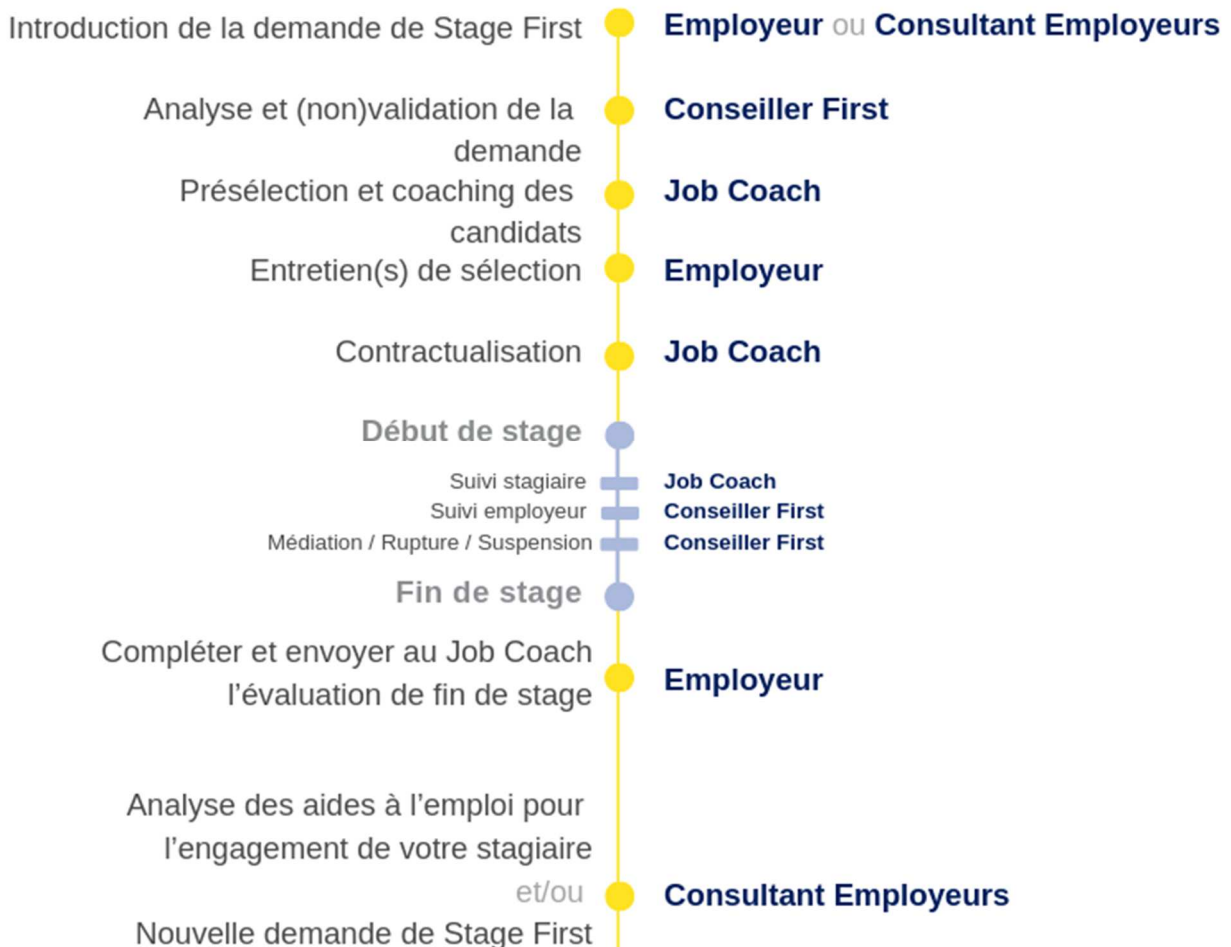 Introduction de la demande de Stage First
Employeur ou Consultant Employeurs
Analyse et (non)validation de la
demande
Conseiller First
Présélection et coaching des
candidats
Job Coach
Entretien(s) de sélection
Employeur
Contractualisation
Job Coach
Début de stage
Suivi stagiaire
Job Coach
Suivi employeur
Conseiller First
Médiation / Rupture / Suspension
Conseiller First
Fin de stage
Compléter et envoyer au Job Coach
l’évaluation de fin de stage
Employeur
Analyse des aides à l’emploi pour
l’engagement de votre stagiaire
et/ou
Nouvelle demande de Stage First
Consultant Employeurs